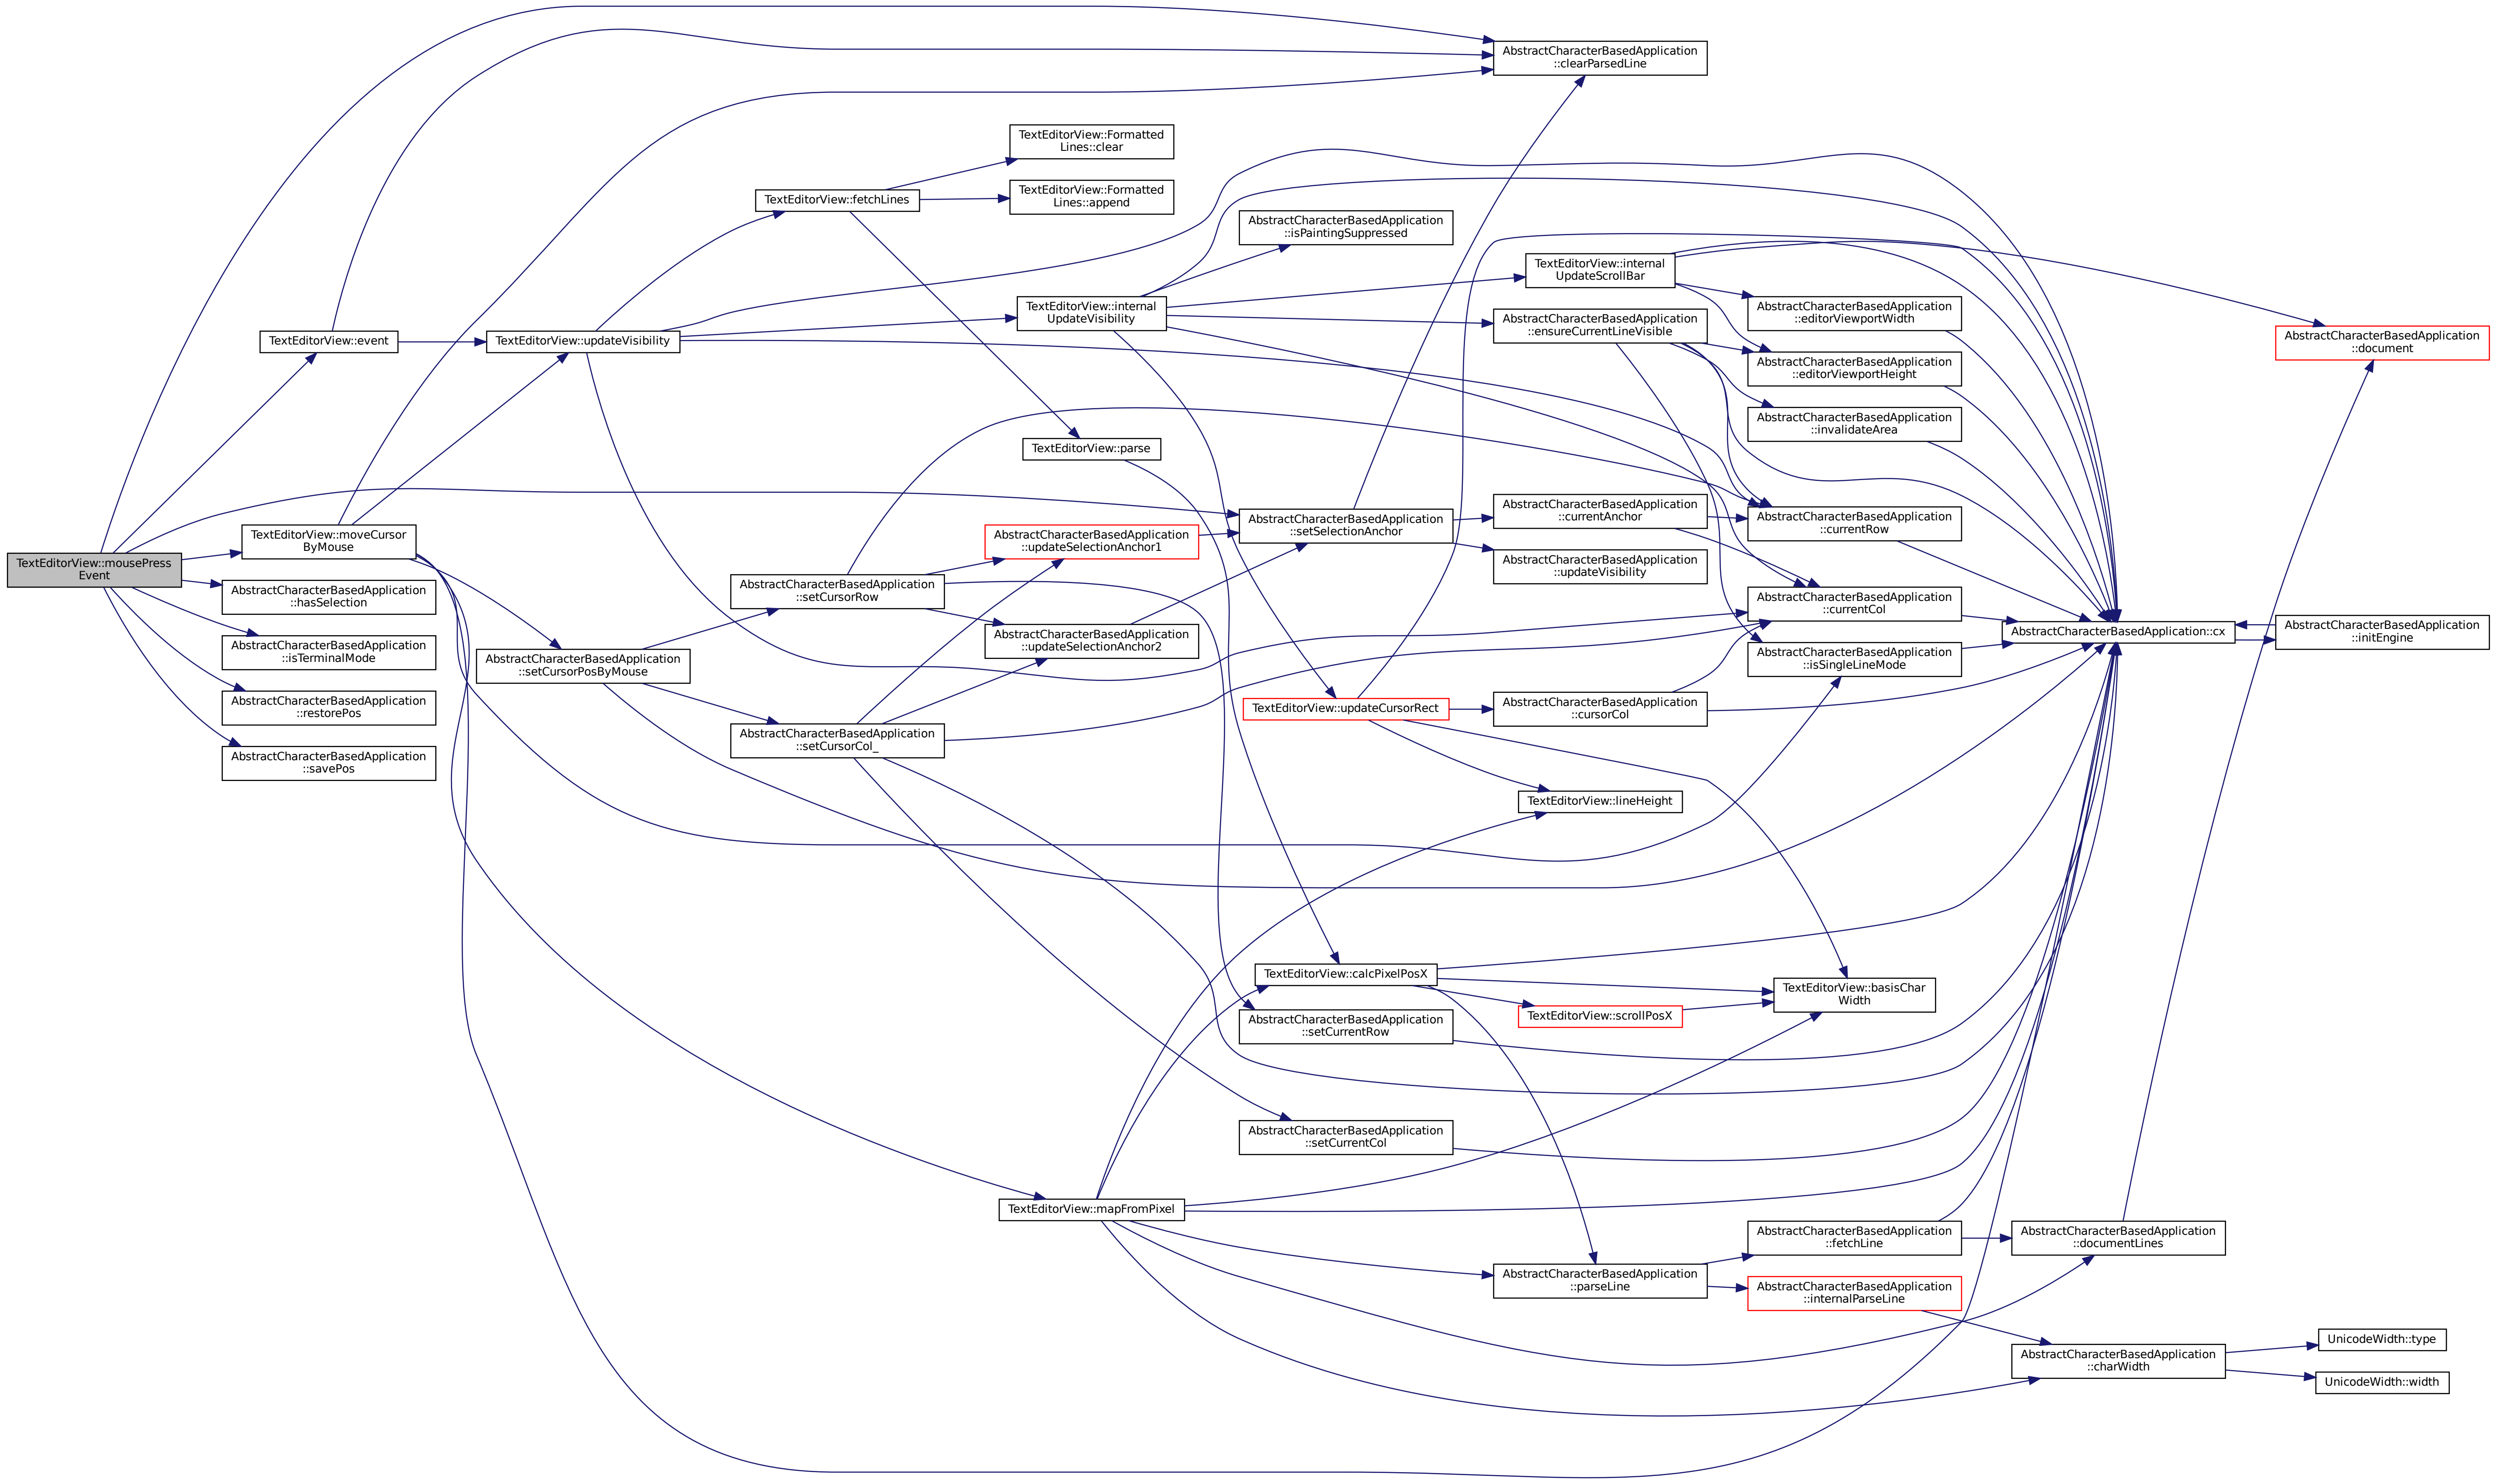 AbstractCharacterBasedApplication
::clearParsedLine
TextEditorView::Formatted
Lines::clear
TextEditorView::fetchLines
TextEditorView::Formatted
Lines::append
AbstractCharacterBasedApplication
::isPaintingSuppressed
TextEditorView::internal
UpdateScrollBar
TextEditorView::internal
UpdateVisibility
AbstractCharacterBasedApplication
::editorViewportWidth
AbstractCharacterBasedApplication
::ensureCurrentLineVisible
TextEditorView::event
TextEditorView::updateVisibility
AbstractCharacterBasedApplication
::document
AbstractCharacterBasedApplication
::editorViewportHeight
AbstractCharacterBasedApplication
::invalidateArea
TextEditorView::parse
AbstractCharacterBasedApplication
::currentAnchor
AbstractCharacterBasedApplication
::setSelectionAnchor
AbstractCharacterBasedApplication
::currentRow
TextEditorView::moveCursor
ByMouse
AbstractCharacterBasedApplication
::updateSelectionAnchor1
AbstractCharacterBasedApplication
::updateVisibility
TextEditorView::mousePress
Event
AbstractCharacterBasedApplication
::hasSelection
AbstractCharacterBasedApplication
::setCursorRow
AbstractCharacterBasedApplication
::currentCol
AbstractCharacterBasedApplication
::isTerminalMode
AbstractCharacterBasedApplication
::updateSelectionAnchor2
AbstractCharacterBasedApplication::cx
AbstractCharacterBasedApplication
::initEngine
AbstractCharacterBasedApplication
::setCursorPosByMouse
AbstractCharacterBasedApplication
::isSingleLineMode
AbstractCharacterBasedApplication
::restorePos
TextEditorView::updateCursorRect
AbstractCharacterBasedApplication
::cursorCol
AbstractCharacterBasedApplication
::setCursorCol_
AbstractCharacterBasedApplication
::savePos
TextEditorView::lineHeight
TextEditorView::calcPixelPosX
TextEditorView::basisChar
Width
TextEditorView::scrollPosX
AbstractCharacterBasedApplication
::setCurrentRow
AbstractCharacterBasedApplication
::setCurrentCol
TextEditorView::mapFromPixel
AbstractCharacterBasedApplication
::fetchLine
AbstractCharacterBasedApplication
::documentLines
AbstractCharacterBasedApplication
::parseLine
AbstractCharacterBasedApplication
::internalParseLine
UnicodeWidth::type
AbstractCharacterBasedApplication
::charWidth
UnicodeWidth::width